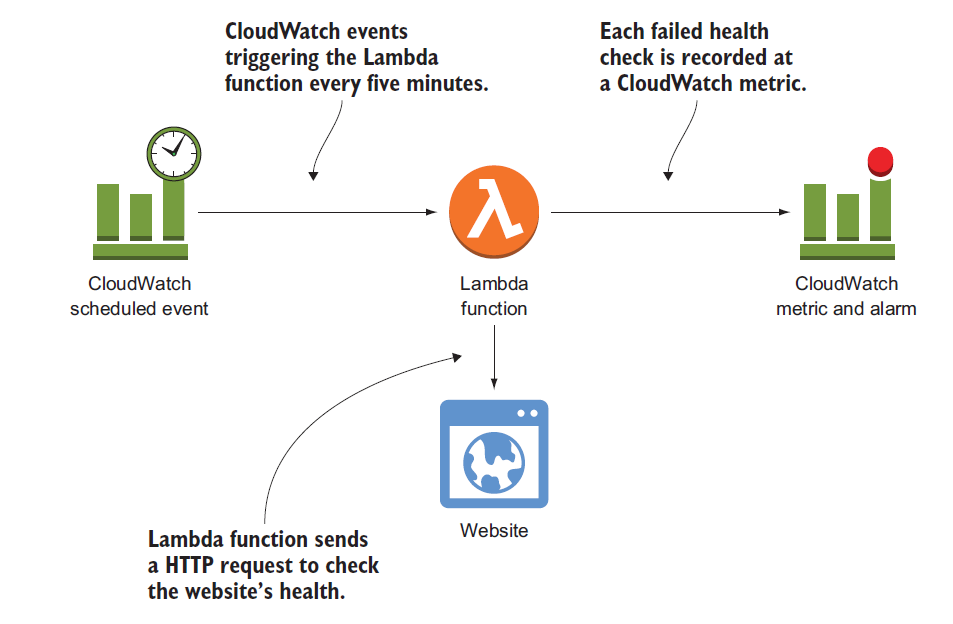 CloudWatch events
triggering the Lambda
function every five minutes.
Each failed health
check is recorded at
a CloudWatch metric.
CloudWatch
scheduled event
Lambda
function
CloudWatch
metric and alarm
Website
Lambda function sends
a HTTP request to check
the website’s health.